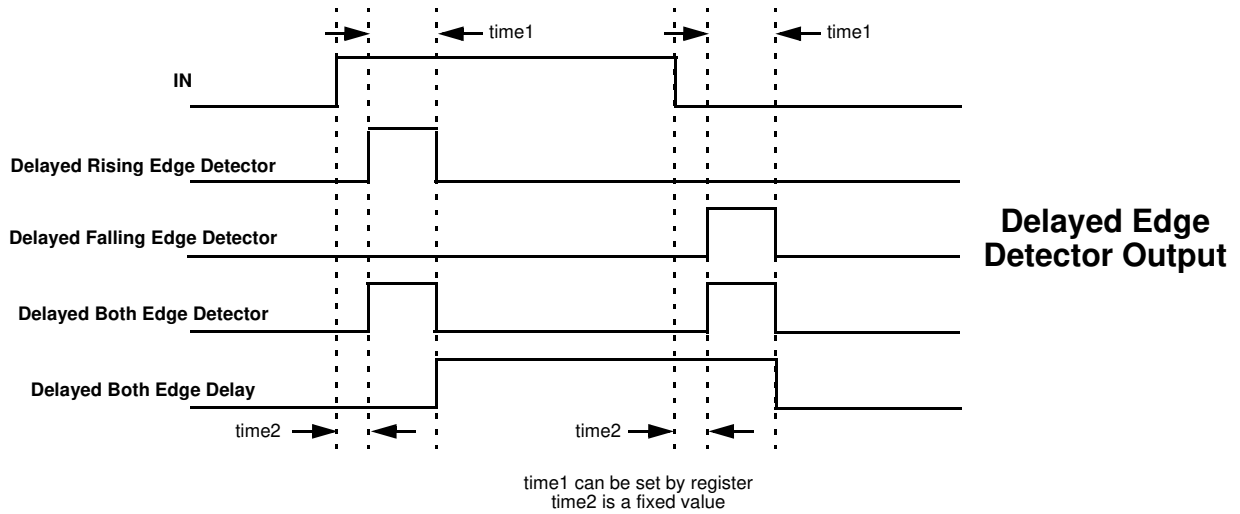 time1
time1
IN
Delayed Rising Edge Detector
Delayed Falling Edge Detector
Delayed Edge
Detector Output
Delayed Both Edge Detector
Delayed Both Edge Delay
time2
time2
time1 can be set by register
time2 is a fixed value